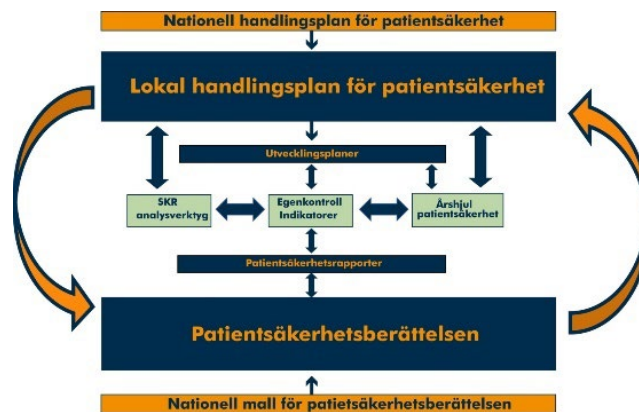 Nationell handlingsplan för patientsäkerhet
Lokal handlingsplan för patientsäkerhet
Utvecklingsplaner
SKR
analysverktyg
Egenkontroll
Indikatorer
Årshjul
patientsäkerhet
Patientsäkerhetsrapporter
Patientsäkerhetsberättelsen
Nationell mall för patietsäkerhetsberättelsen